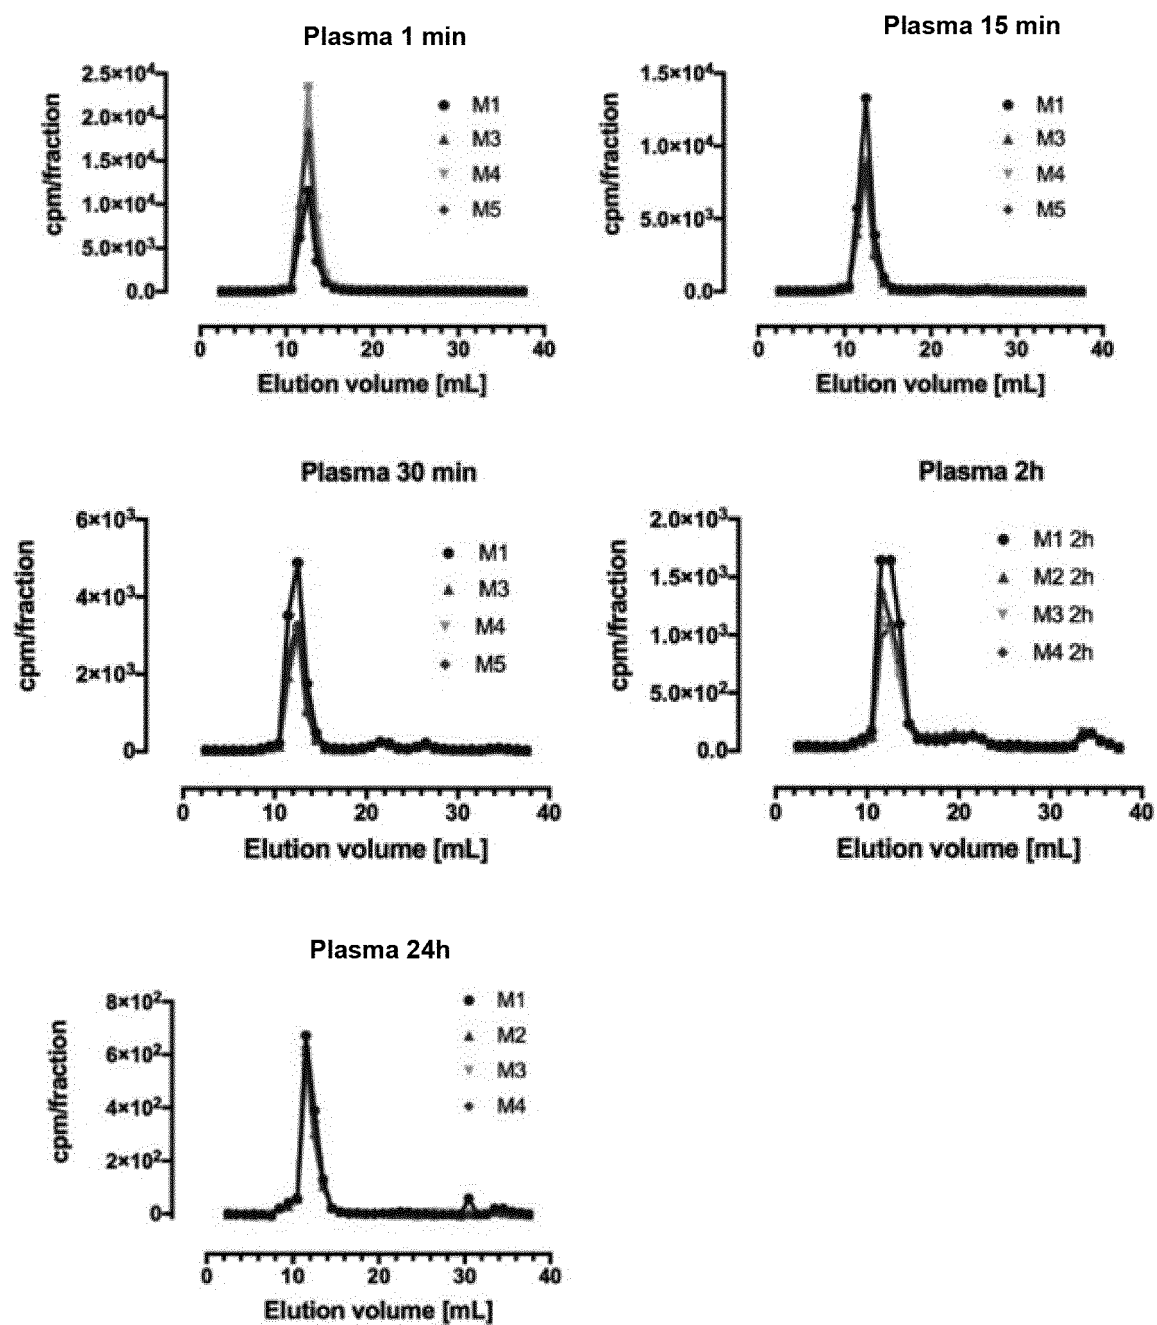 Plasma 1 min
cpm/fraction
2.5×10⁴
2.0×10⁴
1.5×10⁴
1.0×10⁴
5.0×10³
0.0
M1
M3
M4
M5
0 10 20 30 40
Elution volume [mL]
Plasma 15 min
cpm/fraction
1.5×10⁴
1.0×10⁴
5.0×10³
0.0
M1
M3
M4
M5
0 10 20 30 40
Elution volume [mL]
Plasma 30 min
cpm/fraction
6×10³
4×10³
2×10³
0
M1
M3
M4
M5
0 10 20 30 40
Elution volume [mL]
Plasma 2h
cpm/fraction
2.0×10³
1.5×10³
1.0×10³
5.0×10²
0.0
M1 2h
M2 2h
M3 2h
M4 2h
0 10 20 30 40
Elution volume [mL]
Plasma 24h
cpm/fraction
8×10²
6×10²
4×10²
2×10²
0
M1
M2
M3
M4
0 10 20 30 40
Elution volume [mL]